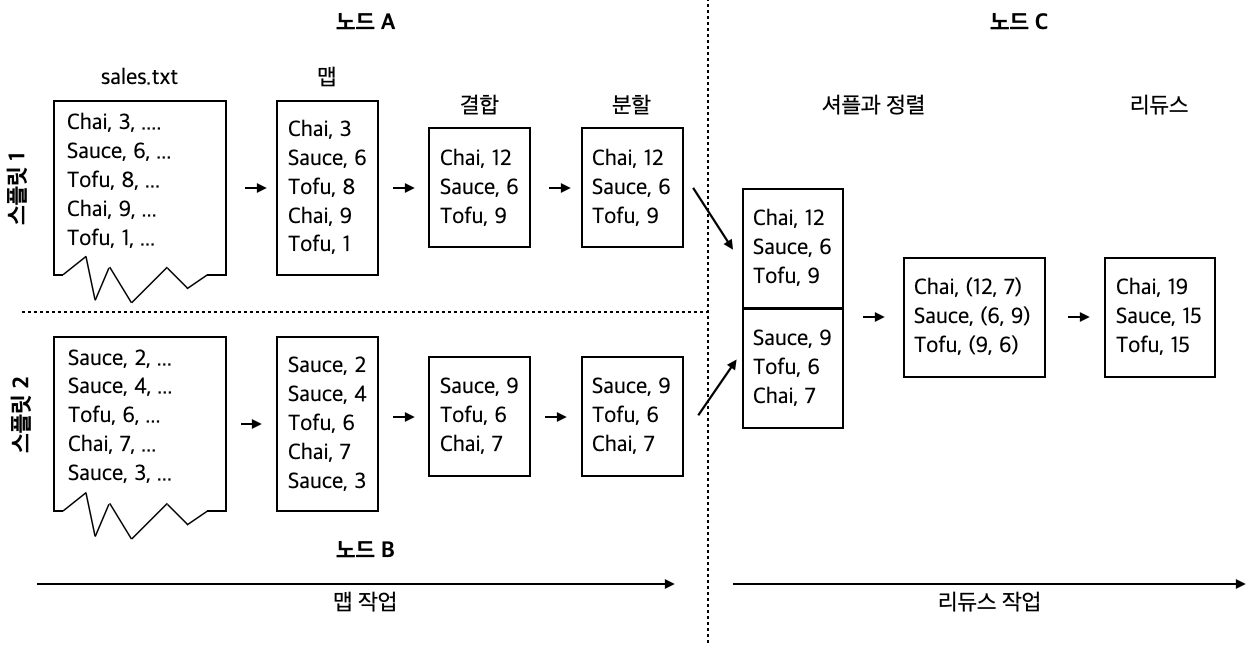 노드 A
노드 C
sales.txt
맵
결합
분할
셔플과 정렬
리듀스
스플릿 1
Chai, 3, ....
Sauce, 6, ...
Tofu, 8, ...
Chai, 9, ...
Tofu, 1, ...
Chai, 3
Sauce, 6
Tofu, 8
Chai, 9
Tofu, 1
Chai, 12
Sauce, 6
Tofu, 9
Chai, 12
Sauce, 6
Tofu, 9
스플릿 2
Sauce, 2, ...
Sauce, 4, ...
Tofu, 6, ...
Chai, 7, ...
Sauce, 3, ...
Sauce, 2
Sauce, 4
Tofu, 6
Chai, 7
Sauce, 3
Sauce, 9
Tofu, 6
Chai, 7
Sauce, 9
Tofu, 6
Chai, 7
Chai, 12
Sauce, 6
Tofu, 9
Sauce, 9
Tofu, 6
Chai, 7
Chai, (12, 7)
Sauce, (6, 9)
Tofu, (9, 6)
Chai, 19
Sauce, 15
Tofu, 15
노드 B
맵 작업
리듀스 작업